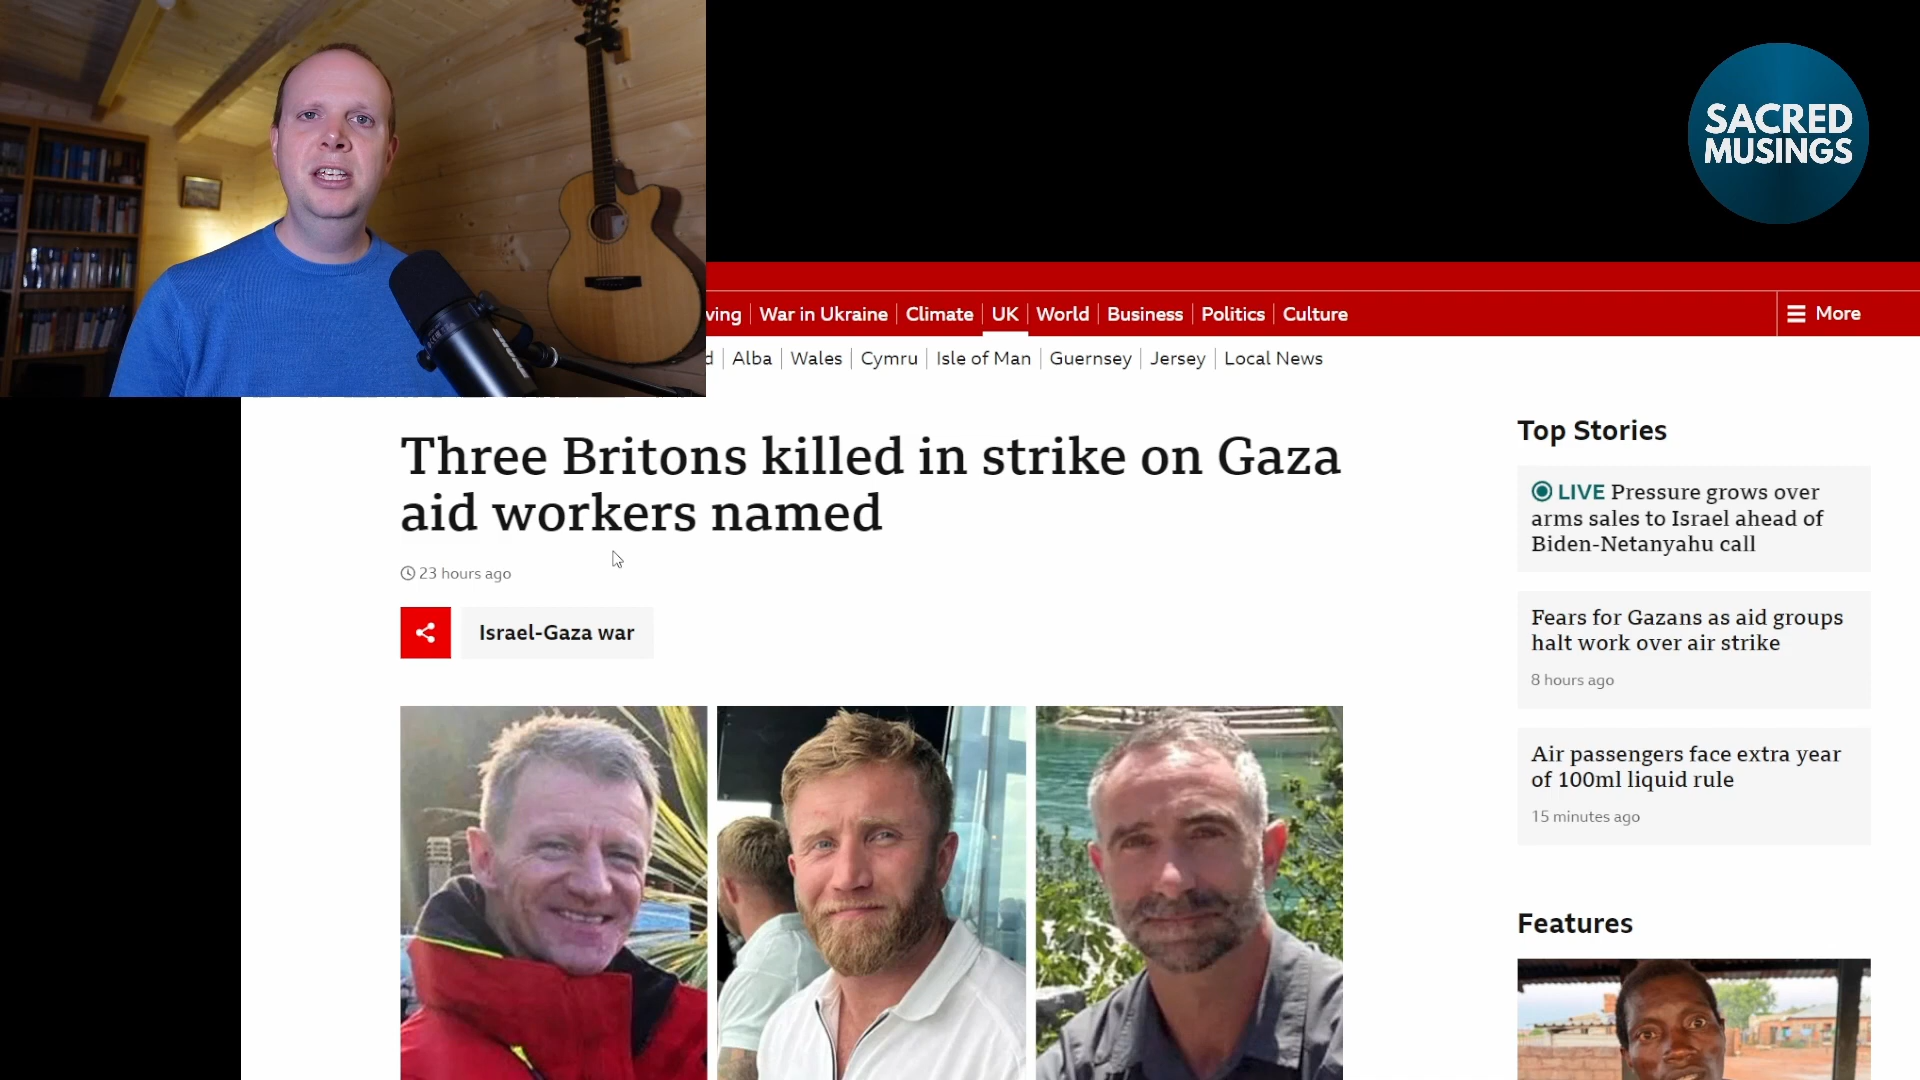 SACRED
MUSINGS
War in Ukraine
Climate
UK
World
Business
Politics
Culture
More
Alba
Wales
Cymru
Isle of Man
Guernsey
Jersey
Local News
Three Britons killed in strike on Gaza
aid workers named
23 hours ago
Israel-Gaza war
Top Stories
LIVE Pressure grows over
arms sales to Israel ahead of
Biden-Netanyahu call
Fears for Gazans as aid groups
halt work over air strike
8 hours ago
Air passengers face extra year
of 100ml liquid rule
15 minutes ago
Features